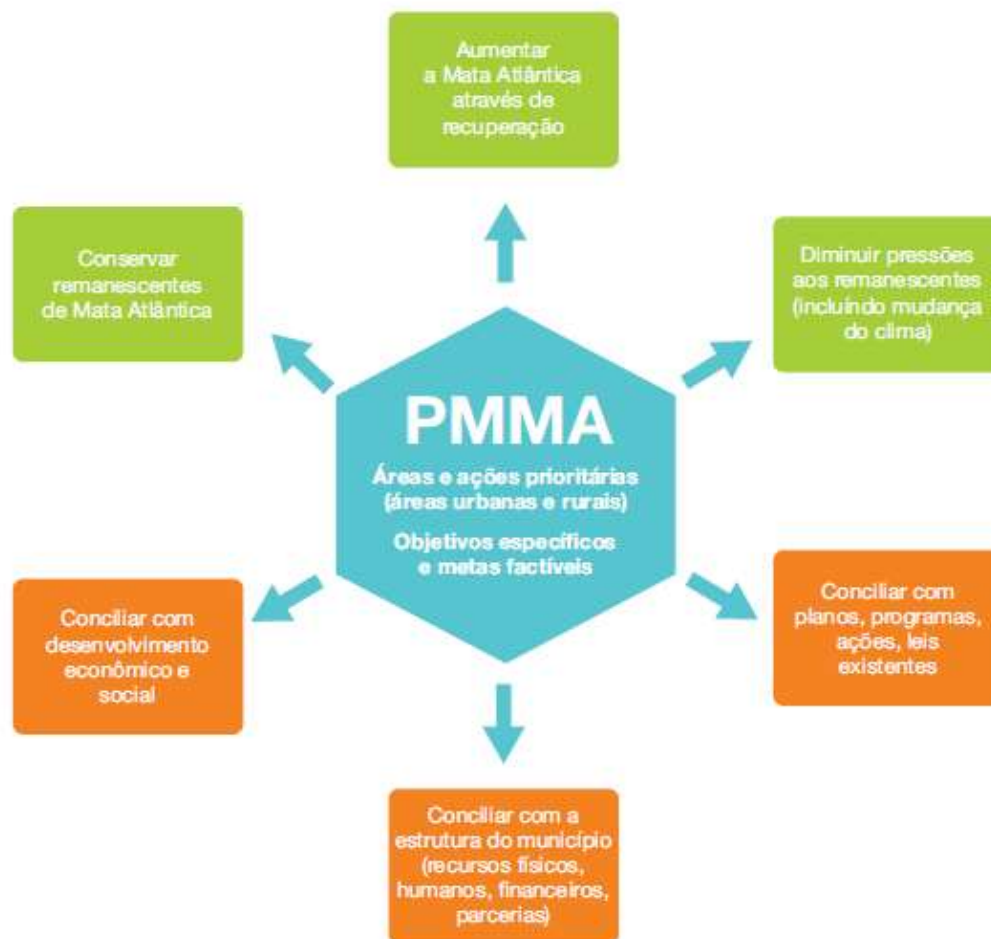 Aumentar
a Mata Atlântica
através de
recuperação
Conservar
remanescentes
de Mata Atlântica
Diminuir pressões
aos remanescentes
(incluíndo mudança
do clima)
PMMA
Áreas e ações prioritárias
(áreas urbanas e rurais)
Objetivos específicos
e metas factíveis
Conciliar com
desenvolvimento
econômico e
social
Conciliar com
planos, programas,
ações, leis
existentes
Conciliar com a
estrutura do município
(recursos físicos,
humanos, financeiros,
parcerias)